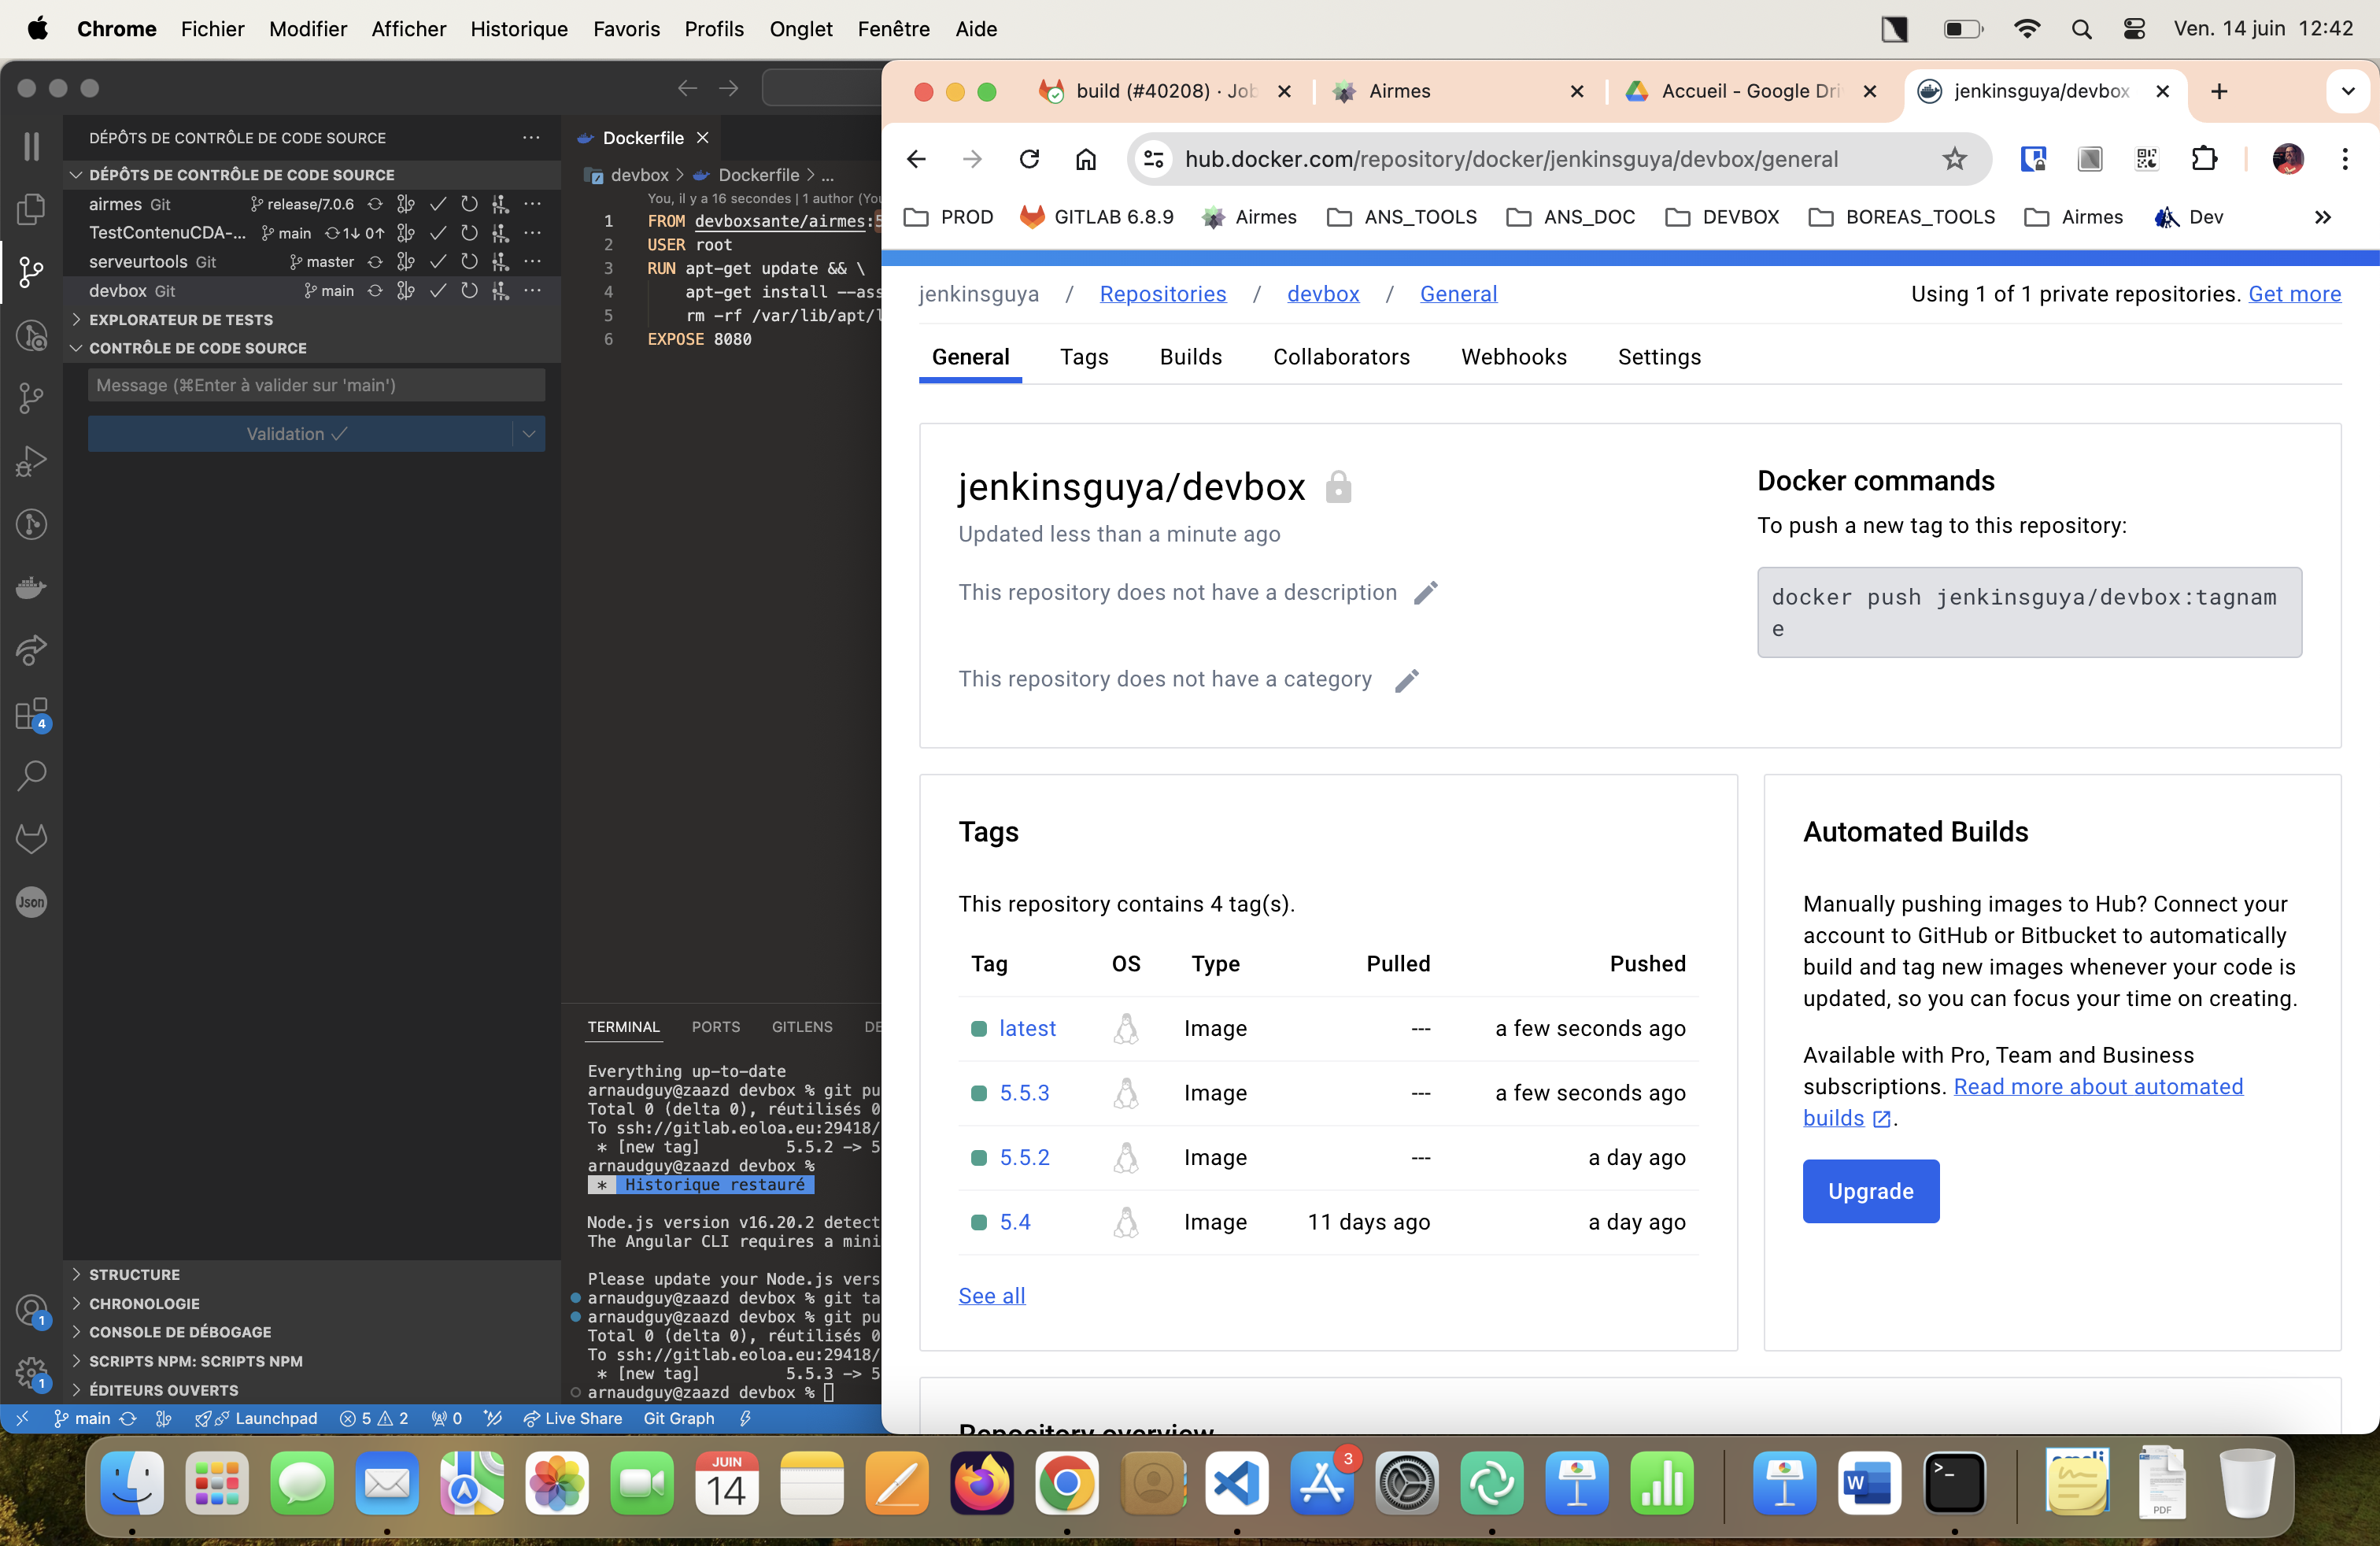 Chrome Fichier Modifier Afficher Historique Favoris Profils Onglet Fenêtre Aide
Ven. 14 juin 12:42
DÉPÔTS DE CONTRÔLE DE CODE SOURCE
DÉPÔTS DE CONTRÔLE DE CODE SOURCE
airmes Git release/7.0.6
TestContenuCDA-... main 1↓ 0↑
serveurtools Git master
devbox Git main
EXPLORATEUR DE TESTS
CONTRÔLE DE CODE SOURCE
Message (⌘Enter à valider sur 'main')
Validation
4
Json
1
1
STRUCTURE
CHRONOLOGIE
CONSOLE DE DÉBOGAGE
SCRIPTS NPM: SCRIPTS NPM
ÉDITEURS OUVERTS
Dockerfile
devbox > Dockerfile > ...
You, il y a 16 secondes | 1 author (You
1 FROM devboxsante/airmes:5
2 USER root
3 RUN apt-get update && \
4 apt-get install --ass
5 rm -rf /var/lib/apt/l
6 EXPOSE 8080
TERMINAL PORTS GITLENS DE
Everything up-to-date
arnaudguy@zaazd devbox % git pu
Total 0 (delta 0), réutilisés 0
To ssh://gitlab.eoloa.eu:29418/
* [new tag] 5.5.2 -> 5
arnaudguy@zaazd devbox %
* Historique restauré
Node.js version v16.20.2 detect
The Angular CLI requires a mini
Please update your Node.js vers
arnaudguy@zaazd devbox % git ta
arnaudguy@zaazd devbox % git pu
Total 0 (delta 0), réutilisés 0
To ssh://gitlab.eoloa.eu:29418/
* [new tag] 5.5.3 -> 5
arnaudguy@zaazd devbox %
main Launchpad 5 2 0 Live Share Git Graph
build (#40208) · Job Airmes Accueil - Google Dri jenkinsguya/devbox
hub.docker.com/repository/docker/jenkinsguya/devbox/general
PROD GITLAB 6.8.9 Airmes ANS_TOOLS ANS_DOC DEVBOX BOREAS_TOOLS Airmes Dev
jenkinsguya / Repositories / devbox / General
Using 1 of 1 private repositories. Get more
General Tags Builds Collaborators Webhooks Settings
jenkinsguya/devbox
Updated less than a minute ago
This repository does not have a description
This repository does not have a category
Docker commands
To push a new tag to this repository:
docker push jenkinsguya/devbox:tagnam
e
Tags
This repository contains 4 tag(s).
Tag OS Type Pulled Pushed
latest Image --- a few seconds ago
5.5.3 Image --- a few seconds ago
5.5.2 Image --- a day ago
5.4 Image 11 days ago a day ago
See all
Automated Builds
Manually pushing images to Hub? Connect your
account to GitHub or Bitbucket to automatically
build and tag new images whenever your code is
updated, so you can focus your time on creating.
Available with Pro, Team and Business
subscriptions. Read more about automated
builds .
Upgrade
Repository overview
JUIN
14
3
W
>_
PDF